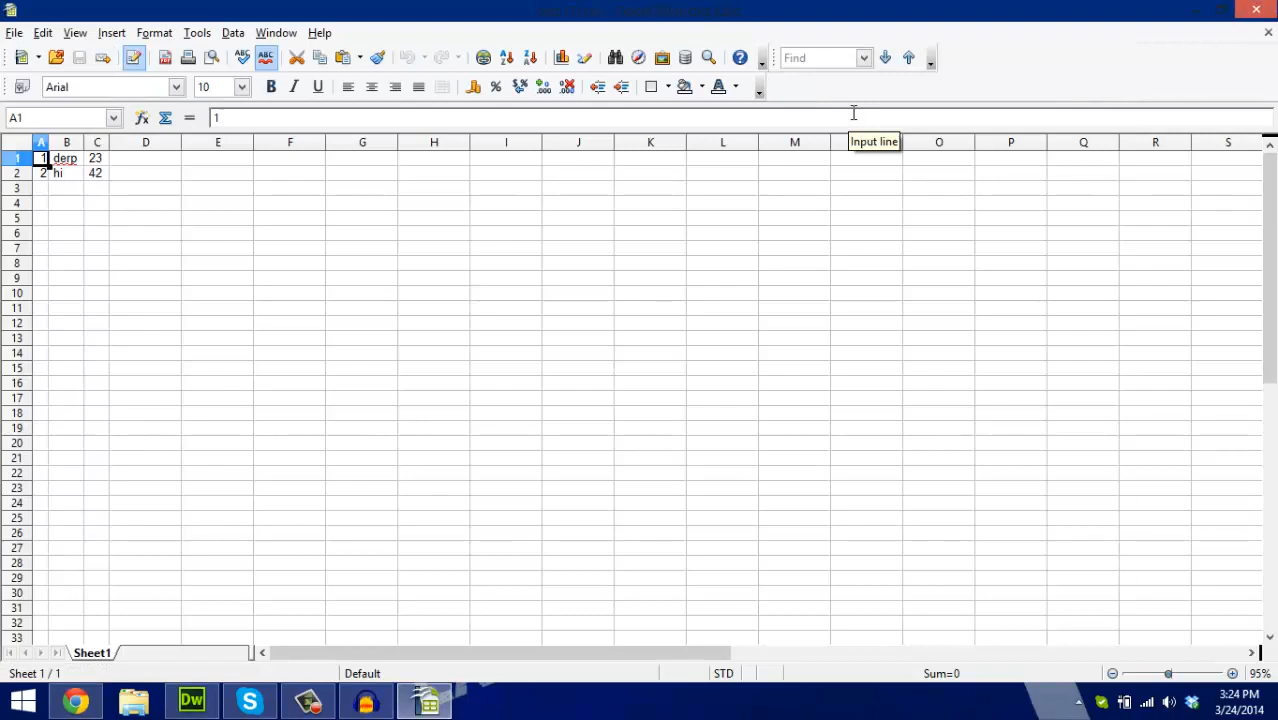 File Edit View Insert Format Tools Data Window Help
Find
Arial 10
A1 1
Input line
A B C D E F G H I J K L M O P Q R S
1 1 derp 23
2 2 hi 42
3
4
5
6
7
8
9
10
11
12
13
14
15
16
17
18
19
20
21
22
23
24
25
26
27
28
29
30
31
32
33
Sheet1
Sheet 1 / 1 Default STD Sum=0 95%
Dw
3:24 PM
3/24/2014